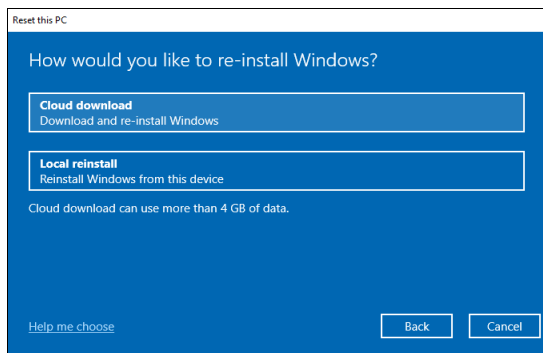 Reset this PC
How would you like to re-install Windows?
Cloud download
Download and re-install Windows
Local reinstall
Reinstall Windows from this device
Cloud download can use more than 4 GB of data.
Help me choose
Back
Cancel